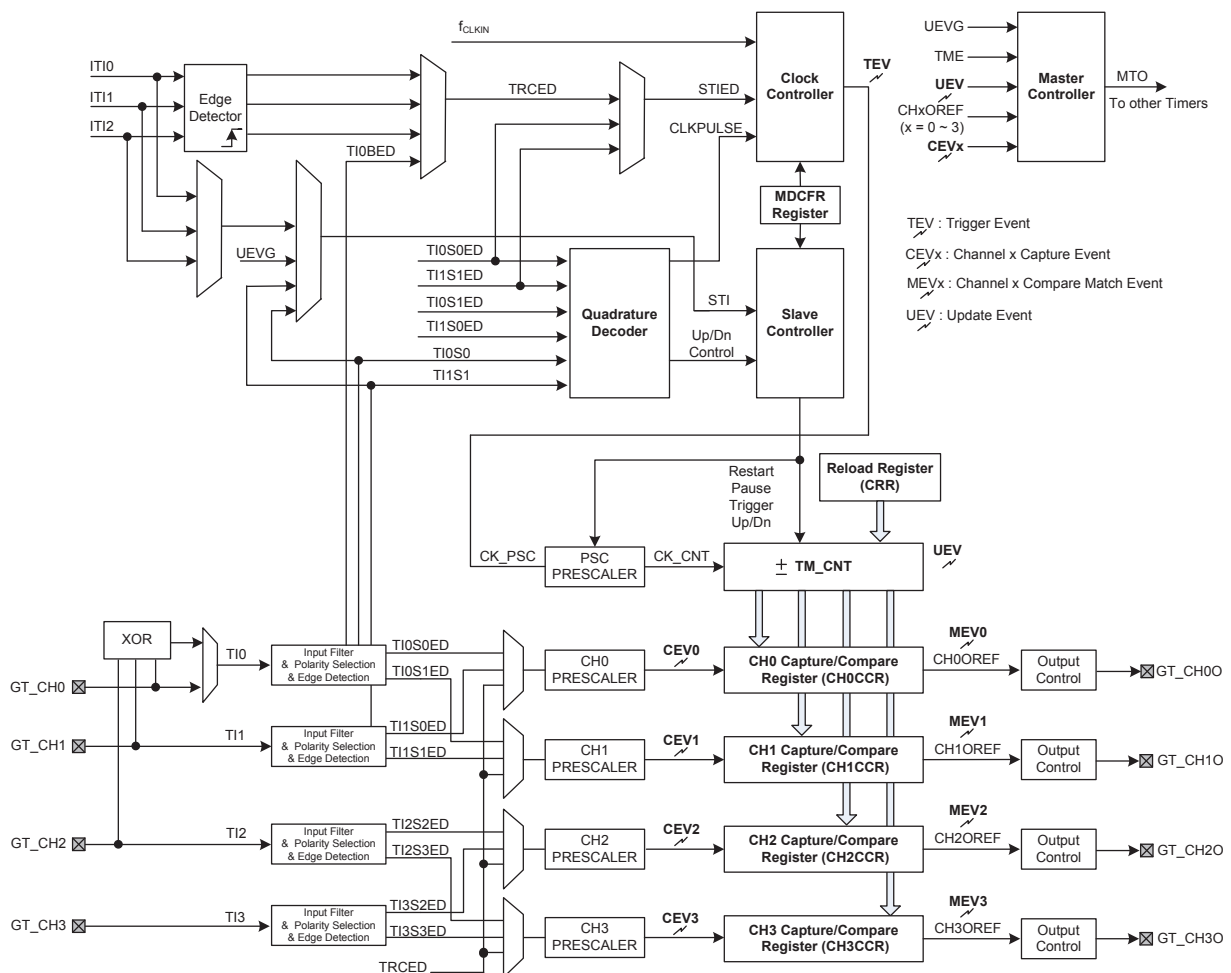 fCLKIN
ITI0
ITI1
ITI2
Edge
Detector
TRCED
STIED
CLKPULSE
TI0BED
Clock
Controller
TEV
UEVG
TME
UEV
CHxOREF
(x = 0 ~ 3)
CEVx
Master
Controller
MTO
To other Timers
MDCFR
Register
TEV : Trigger Event
CEVx : Channel x Capture Event
MEVx : Channel x Compare Match Event
UEV : Update Event
UEVG
TI0S0ED
TI1S1ED
TI0S1ED
TI1S0ED
TI0S0
TI1S1
Quadrature
Decoder
STI
Up/Dn
Control
Slave
Controller
Restart
Pause
Trigger
Up/Dn
Reload Register
(CRR)
CK_PSC
PSC
PRESCALER
CK_CNT
± TM_CNT
UEV
XOR
GT_CH0
TI0
Input Filter
& Polarity Selection
& Edge Detection
TI0S0ED
TI0S1ED
CH0
PRESCALER
CEV0
CH0 Capture/Compare
Register (CH0CCR)
MEV0
CH0OREF
Output
Control
GT_CH0O
GT_CH1
TI1
Input Filter
& Polarity Selection
& Edge Detection
TI1S0ED
TI1S1ED
CH1
PRESCALER
CEV1
CH1 Capture/Compare
Register (CH1CCR)
MEV1
CH1OREF
Output
Control
GT_CH1O
GT_CH2
TI2
Input Filter
& Polarity Selection
& Edge Detection
TI2S2ED
TI2S3ED
CH2
PRESCALER
CEV2
CH2 Capture/Compare
Register (CH2CCR)
MEV2
CH2OREF
Output
Control
GT_CH2O
GT_CH3
TI3
Input Filter
& Polarity Selection
& Edge Detection
TI3S2ED
TI3S3ED
CH3
PRESCALER
CEV3
CH3 Capture/Compare
Register (CH3CCR)
MEV3
CH3OREF
Output
Control
GT_CH3O
TRCED